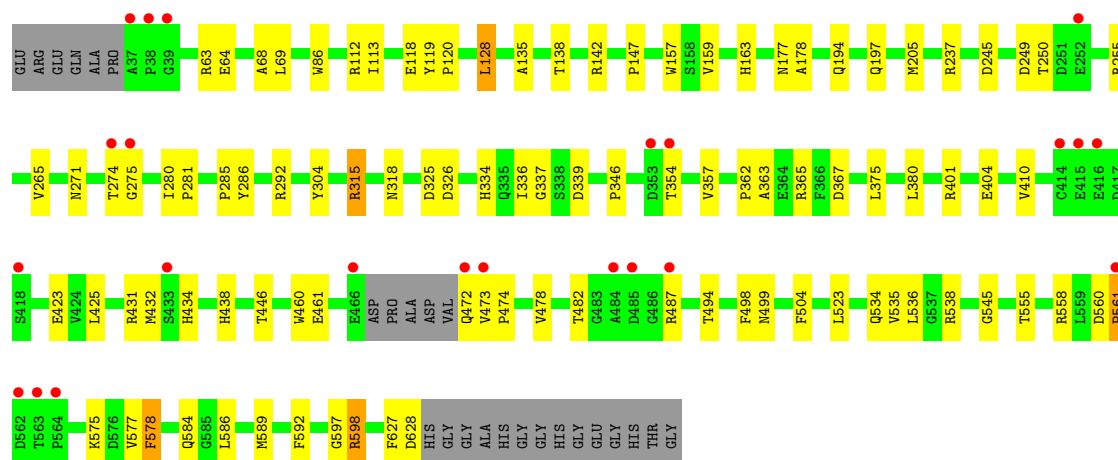 GLU ARG GLU GLU GLN ALA PRO A37 P38 G39 R63 E64 A68 L69 W86 R112 I113 E118 Y119 P120 L128 A135 T138 R142 P147 W157 S158 V159 H163 N177 A178 Q194 Q197 M205 R237 D245 D249 T250 D251 E252
V265 N271 T274 G275 I280 P281 P285 Y286 R292 Y304 R315 N318 D325 D326 H334 Q335 I336 G337 S338 D339 P346 D353 T354 V357 P362 A363 E364 R365 F366 D367 L375 L380 R401 E404 V410 C414 E415 E416
S418 E423 V424 L425 R431 M432 S433 H434 H438 T446 W460 E461 E466 ASP PRO ALA ASP VAL Q472 V473 P474 V478 T482 G483 A484 D485 G486 R487 T494 F498 N499 F504 L523 Q534 V535 L536 G537 R538 G545 T555 R558 L559 D560
D562 T563 P564 K575 D576 V577 F578 Q584 G585 L586 M589 F592 G597 R598 F627 D628 HIS GLY GLY ALA HIS GLY GLY HIS GLY GLU GLY HIS THR GLY